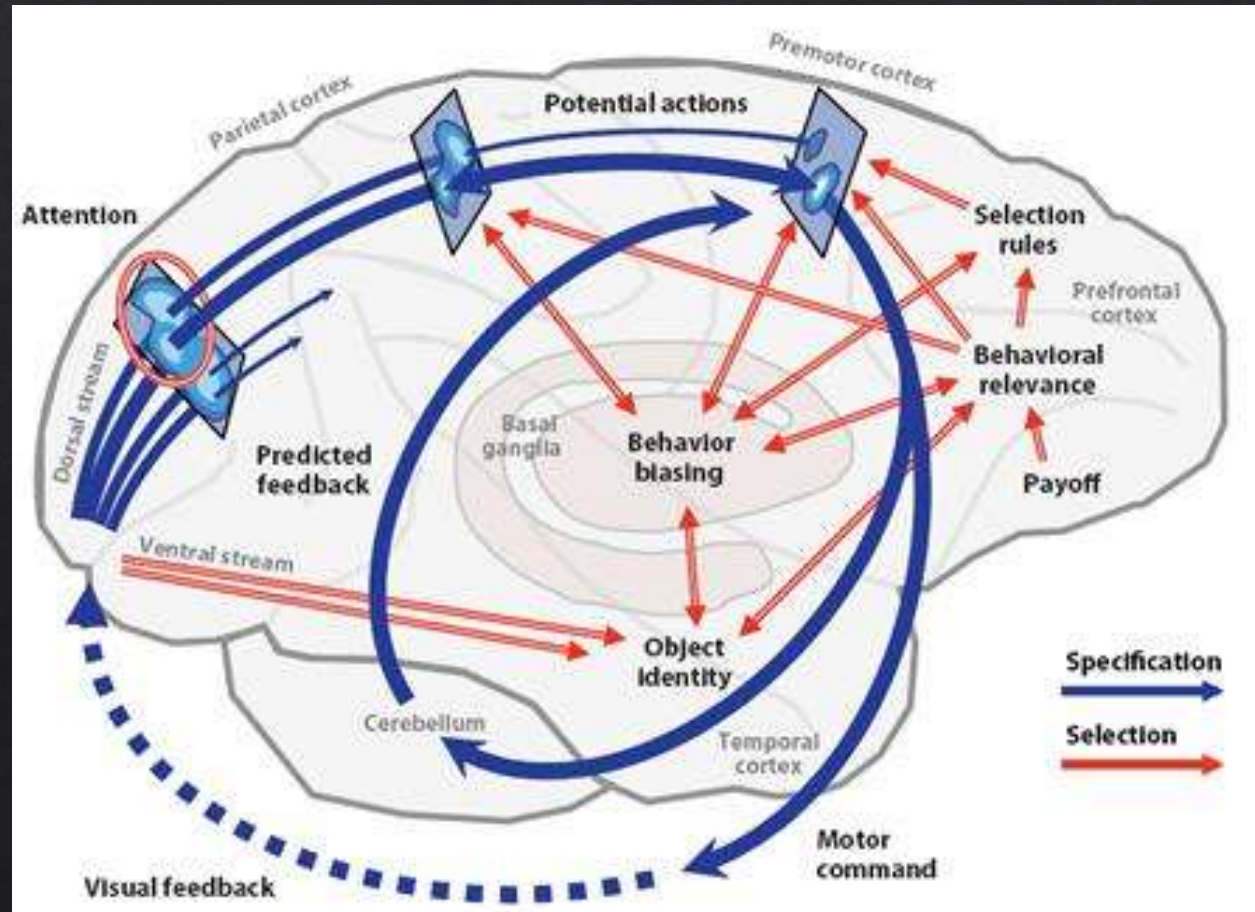 Premotor cortex
Parietal cortex
Potential actions
Attention
Selection
rules
Prefrontal
cortex
Dorsal stream
Behavioral
relevance
Basal
ganglia
Behavior
biasing
Predicted
feedback
Payoff
Ventral stream
Object
identity
Specification
Cerebellum
Temporal
cortex
Selection
Motor
command
Visual feedback